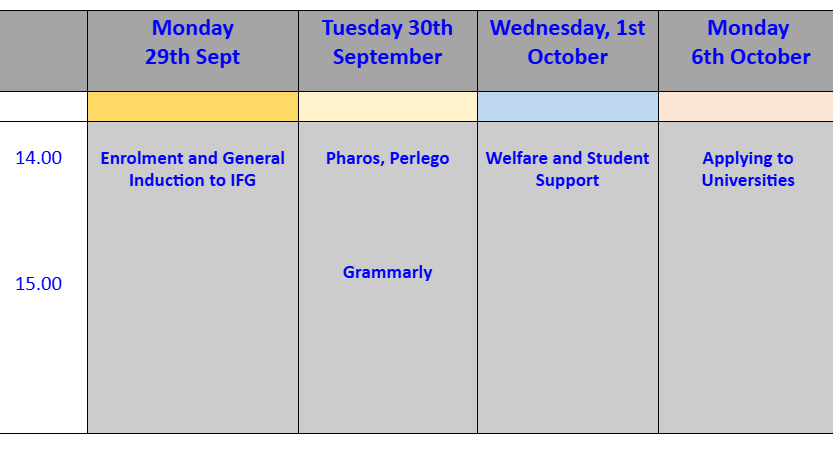 Monday
29th Sept
Tuesday 30th
September
Wednesday, 1st
October
Monday
6th October
14.00
Enrolment and General
Induction to IFG
Pharos, Perlego
Welfare and Student
Support
Applying to
Universities
15.00
Grammarly